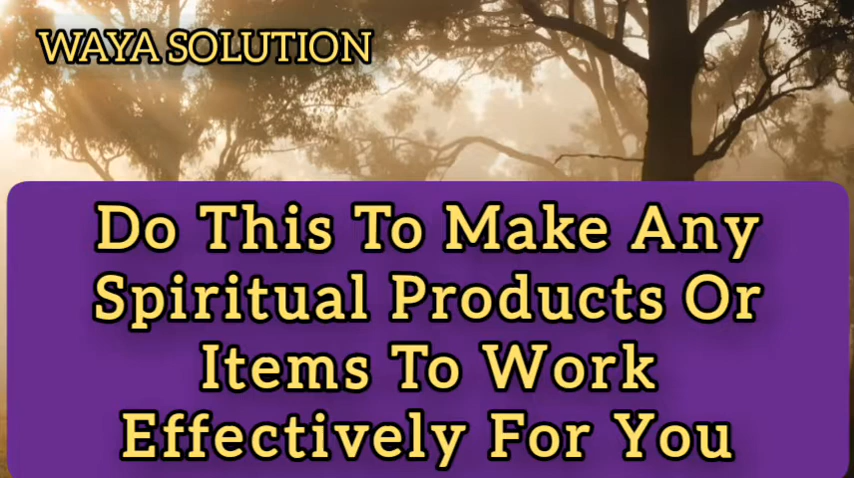 WAYA SOLUTION
Do This To Make Any
Spiritual Products Or
Items To Work
Effectively For You